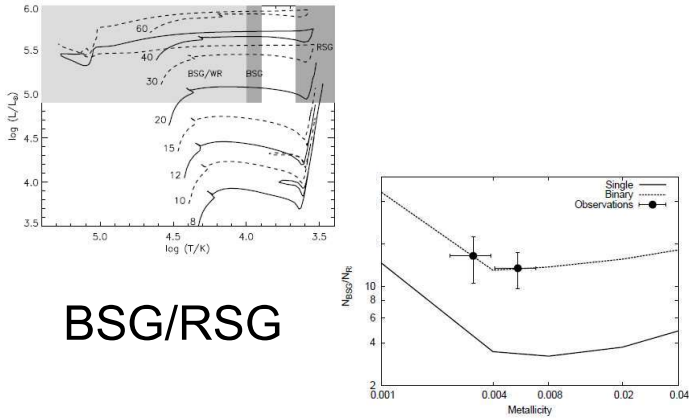 6.0
5.5
5.0
4.5
4.0
3.5
log (L/L⊙)
60
40
30
20
15
12
10
8
BSG/WR
BSG
RSG
5.0 4.5 4.0 3.5
log (T/K)
BSG/RSG
Single
Binary
Observations
10
8
6
4
2
N_BSG/N_R
0.001 0.004 0.008 0.02 0.04
Metallicity